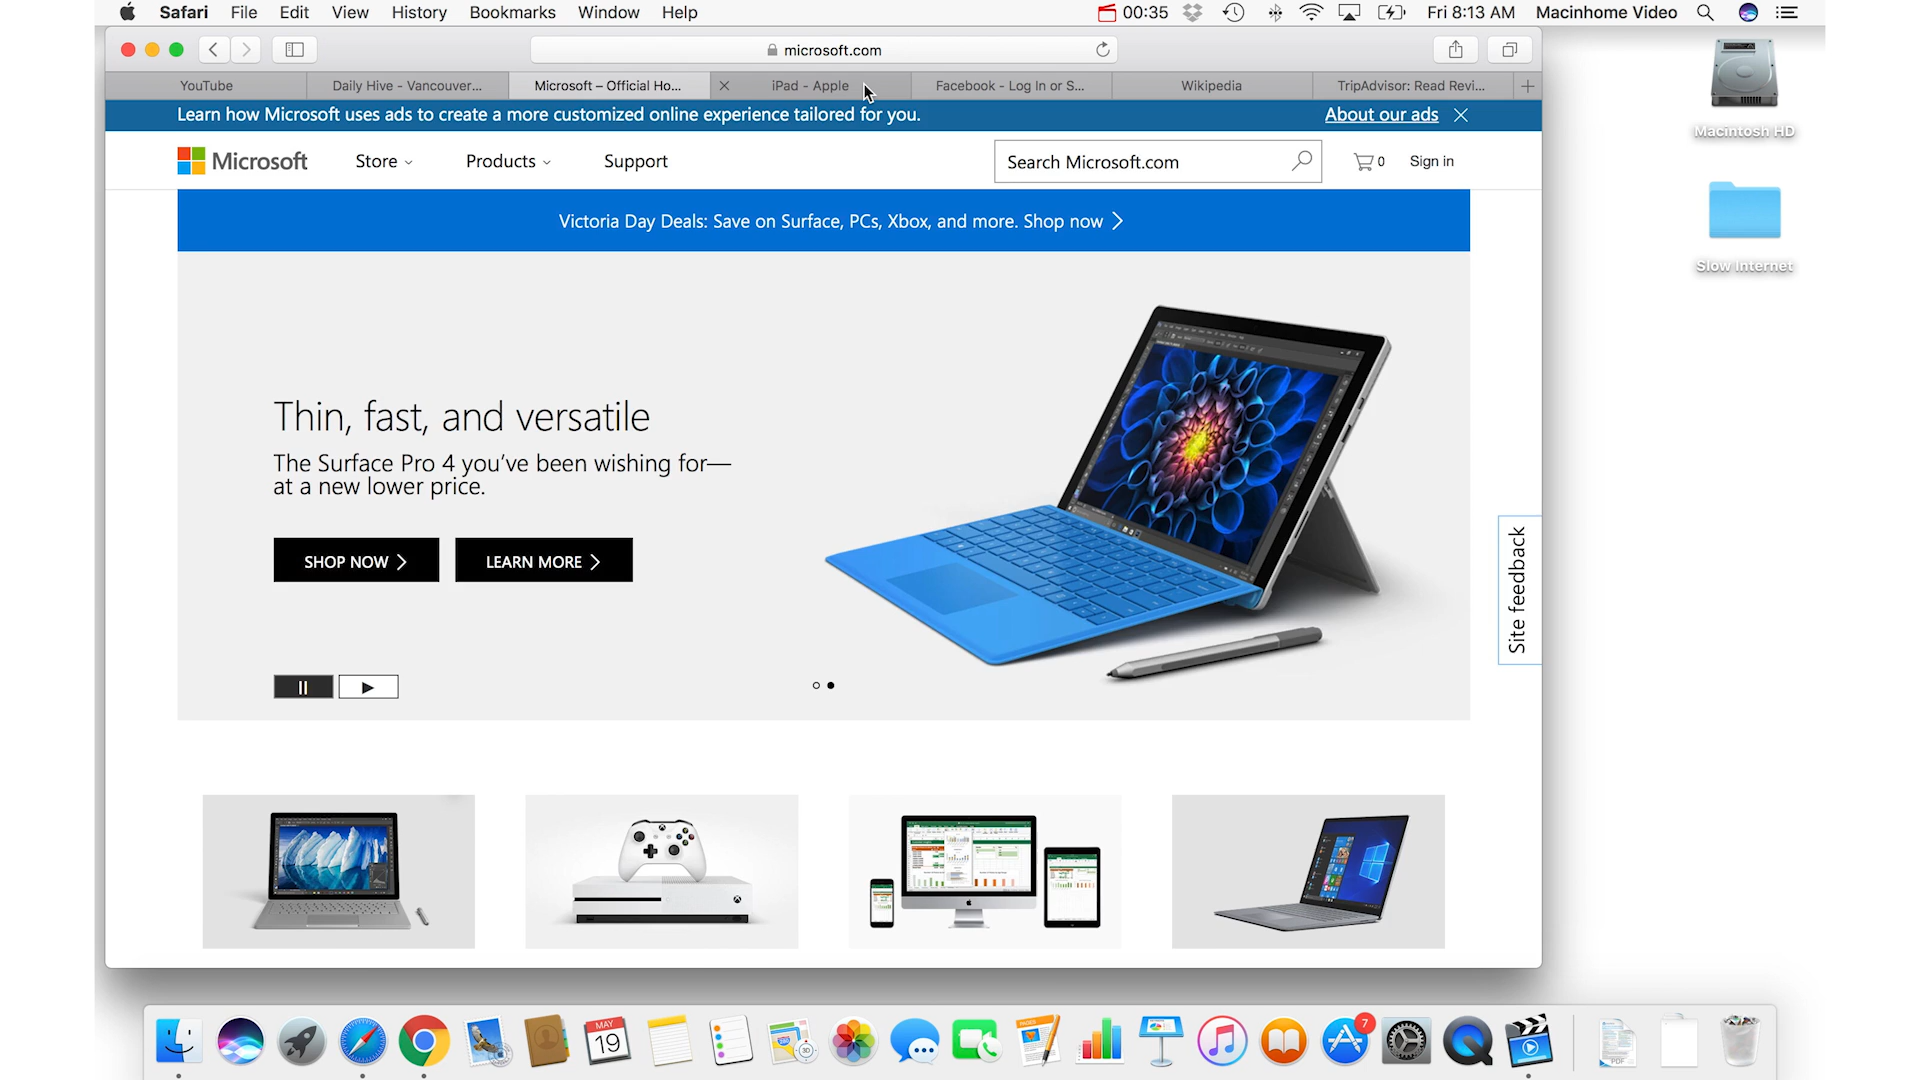 Safari File Edit View History Bookmarks Window Help 00:35 Fri 8:13 AM Macinhome Video
microsoft.com
YouTube Daily Hive - Vancouver... Microsoft – Official Ho... iPad - Apple Facebook - Log In or S... Wikipedia TripAdvisor: Read Revi...
Learn how Microsoft uses ads to create a more customized online experience tailored for you. About our ads
Microsoft Store Products Support Search Microsoft.com 0 Sign in
Victoria Day Deals: Save on Surface, PCs, Xbox, and more. Shop now
Thin, fast, and versatile
The Surface Pro 4 you've been wishing for—
at a new lower price.
SHOP NOW LEARN MORE
Site feedback
Macintosh HD
Slow Internet
MAY
19
3D
PAGES
7
PDF